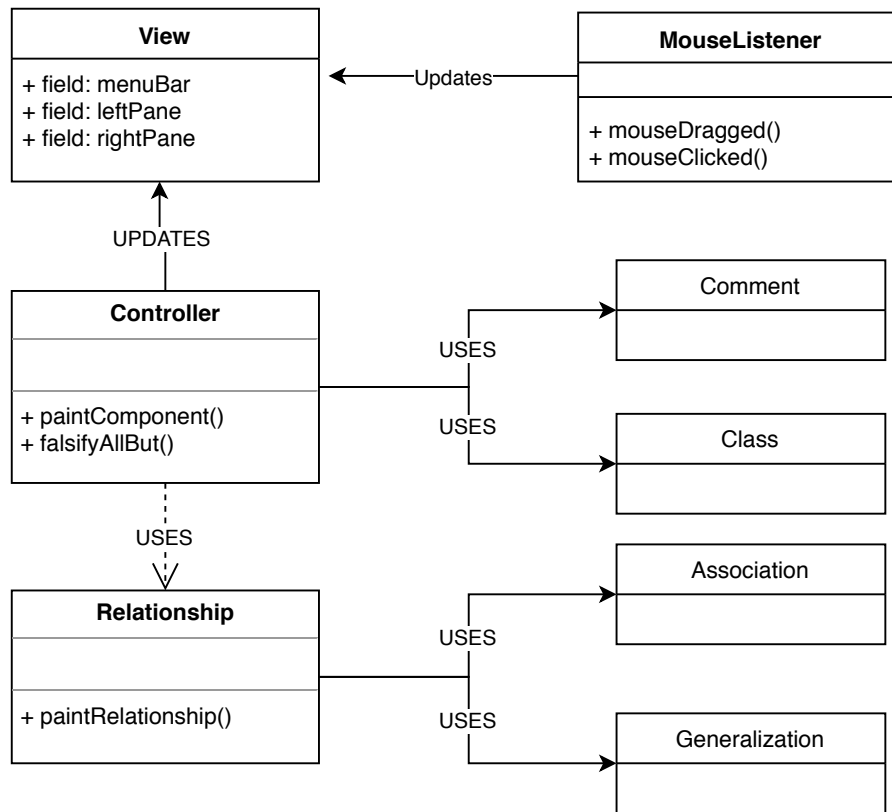 View
+ field: menuBar
+ field: leftPane
+ field: rightPane
Updates
MouseListener
+ mouseDragged()
+ mouseClicked()
UPDATES
Controller
+ paintComponent()
+ falsifyAllBut()
USES
Comment
USES
Class
USES
Relationship
+ paintRelationship()
USES
Association
USES
Generalization